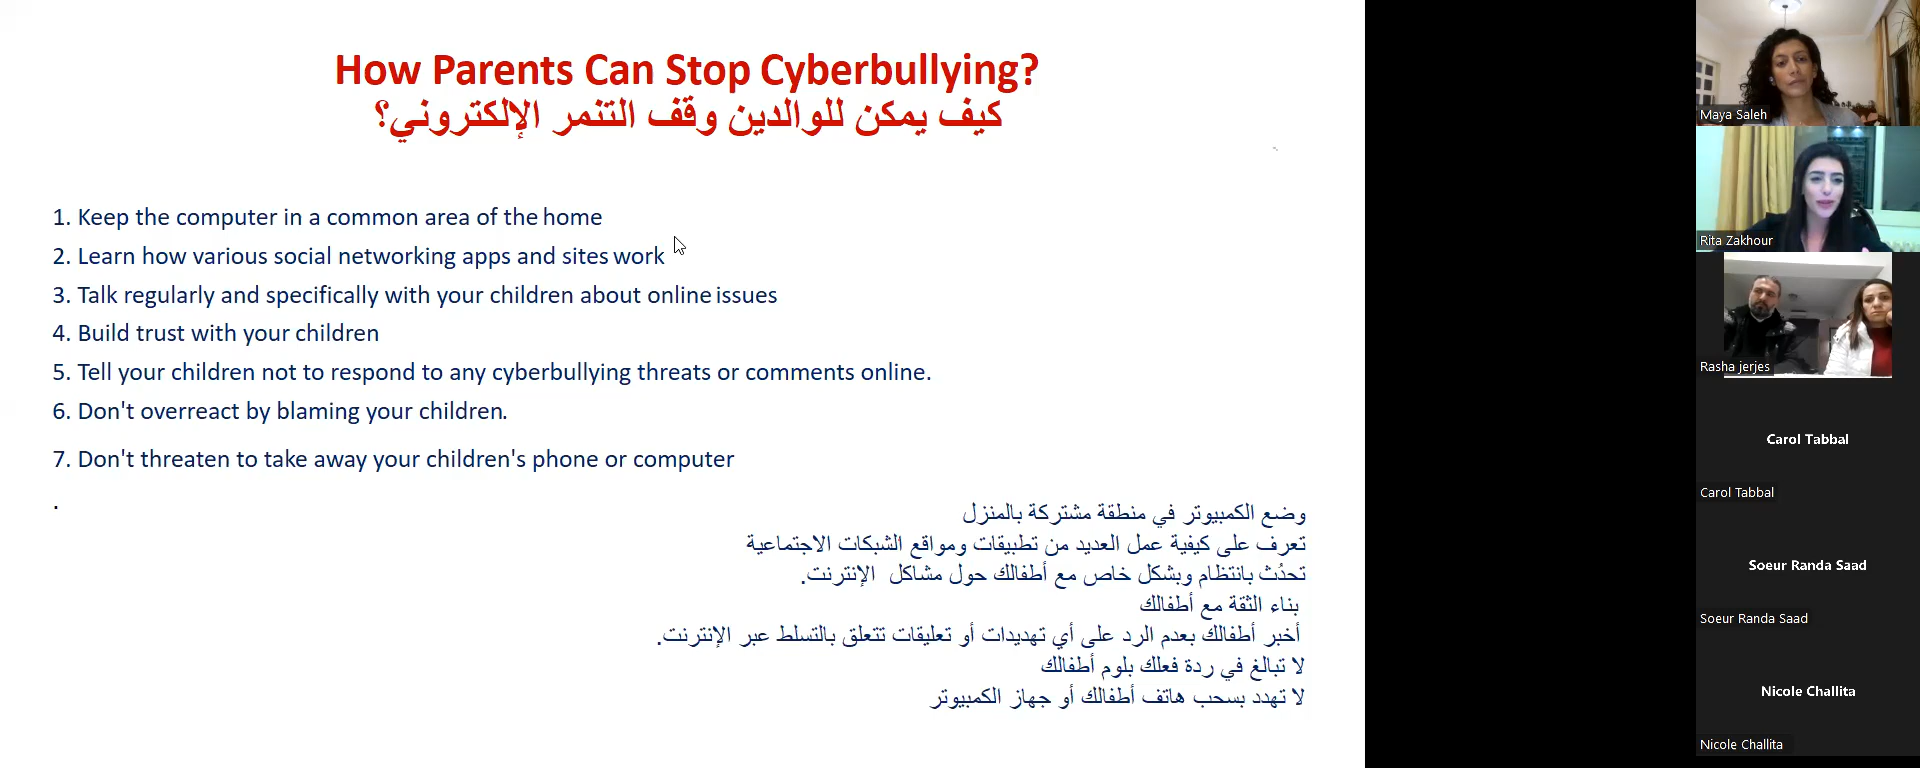 How Parents Can Stop Cyberbullying?
كيف يمكن للوالدين وقف التنمر الإلكتروني؟
1. Keep the computer in a common area of the home
2. Learn how various social networking apps and sites work
3. Talk regularly and specifically with your children about online issues
4. Build trust with your children
5. Tell your children not to respond to any cyberbullying threats or comments online.
6. Don't overreact by blaming your children.
7. Don't threaten to take away your children's phone or computer
.
وضع الكمبيوتر في منطقة مشتركة بالمنزل
تعرف على كيفية عمل العديد من تطبيقات ومواقع الشبكات الاجتماعية
تحدُث بانتظام وبشكل خاص مع أطفالك حول مشاكل الإنترنت.
بناء الثقة مع أطفالك
أخبر أطفالك بعدم الرد على أي تهديدات أو تعليقات تتعلق بالتسلط عبر الإنترنت.
لا تبالغ في ردة فعلك بلوم أطفالك
لا تهدد بسحب هاتف أطفالك أو جهاز الكمبيوتر
Maya Saleh
Rita Zakhour
Rasha jerjes
Carol Tabbal
Carol Tabbal
Soeur Randa Saad
Soeur Randa Saad
Nicole Challita
Nicole Challita